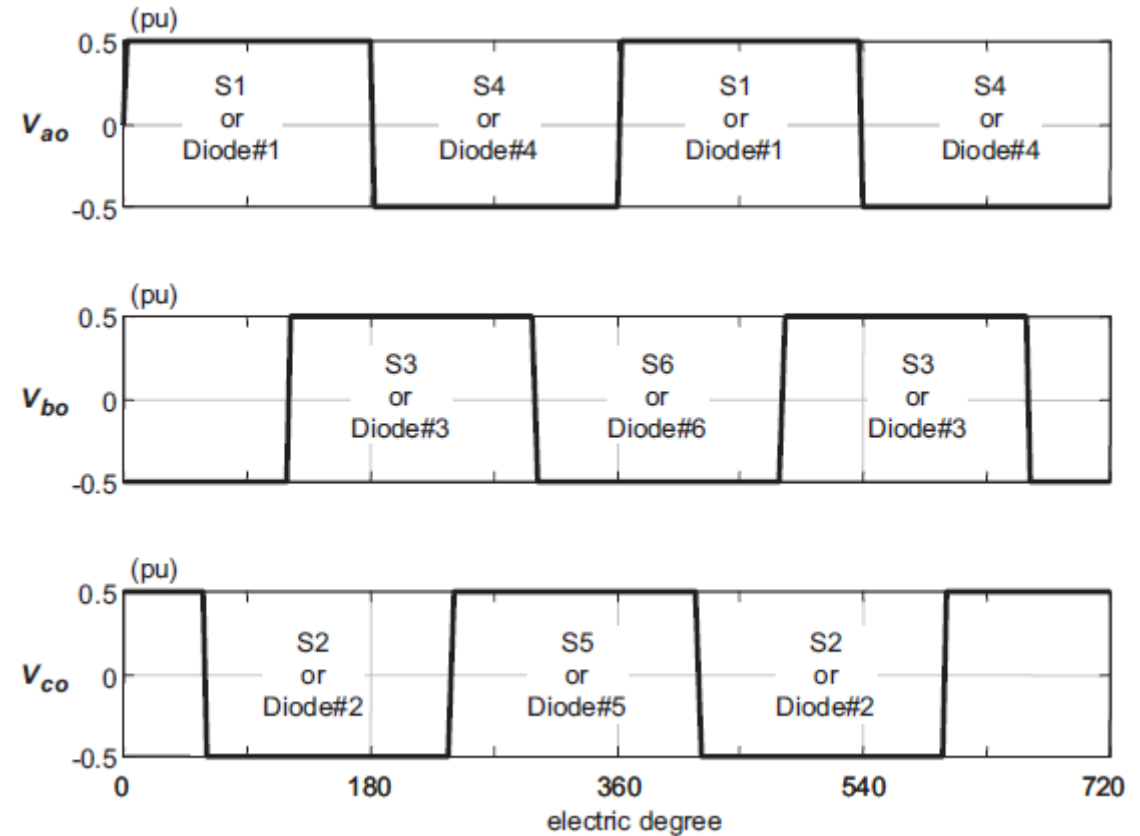 (pu)
0.5
V_ao 0
-0.5
S1
or
Diode#1
S4
or
Diode#4
S1
or
Diode#1
S4
or
Diode#4
(pu)
0.5
V_bo 0
-0.5
S3
or
Diode#3
S6
or
Diode#6
S3
or
Diode#3
(pu)
0.5
V_co 0
-0.5
S2
or
Diode#2
S5
or
Diode#5
S2
or
Diode#2
0 180 360 540 720
electric degree